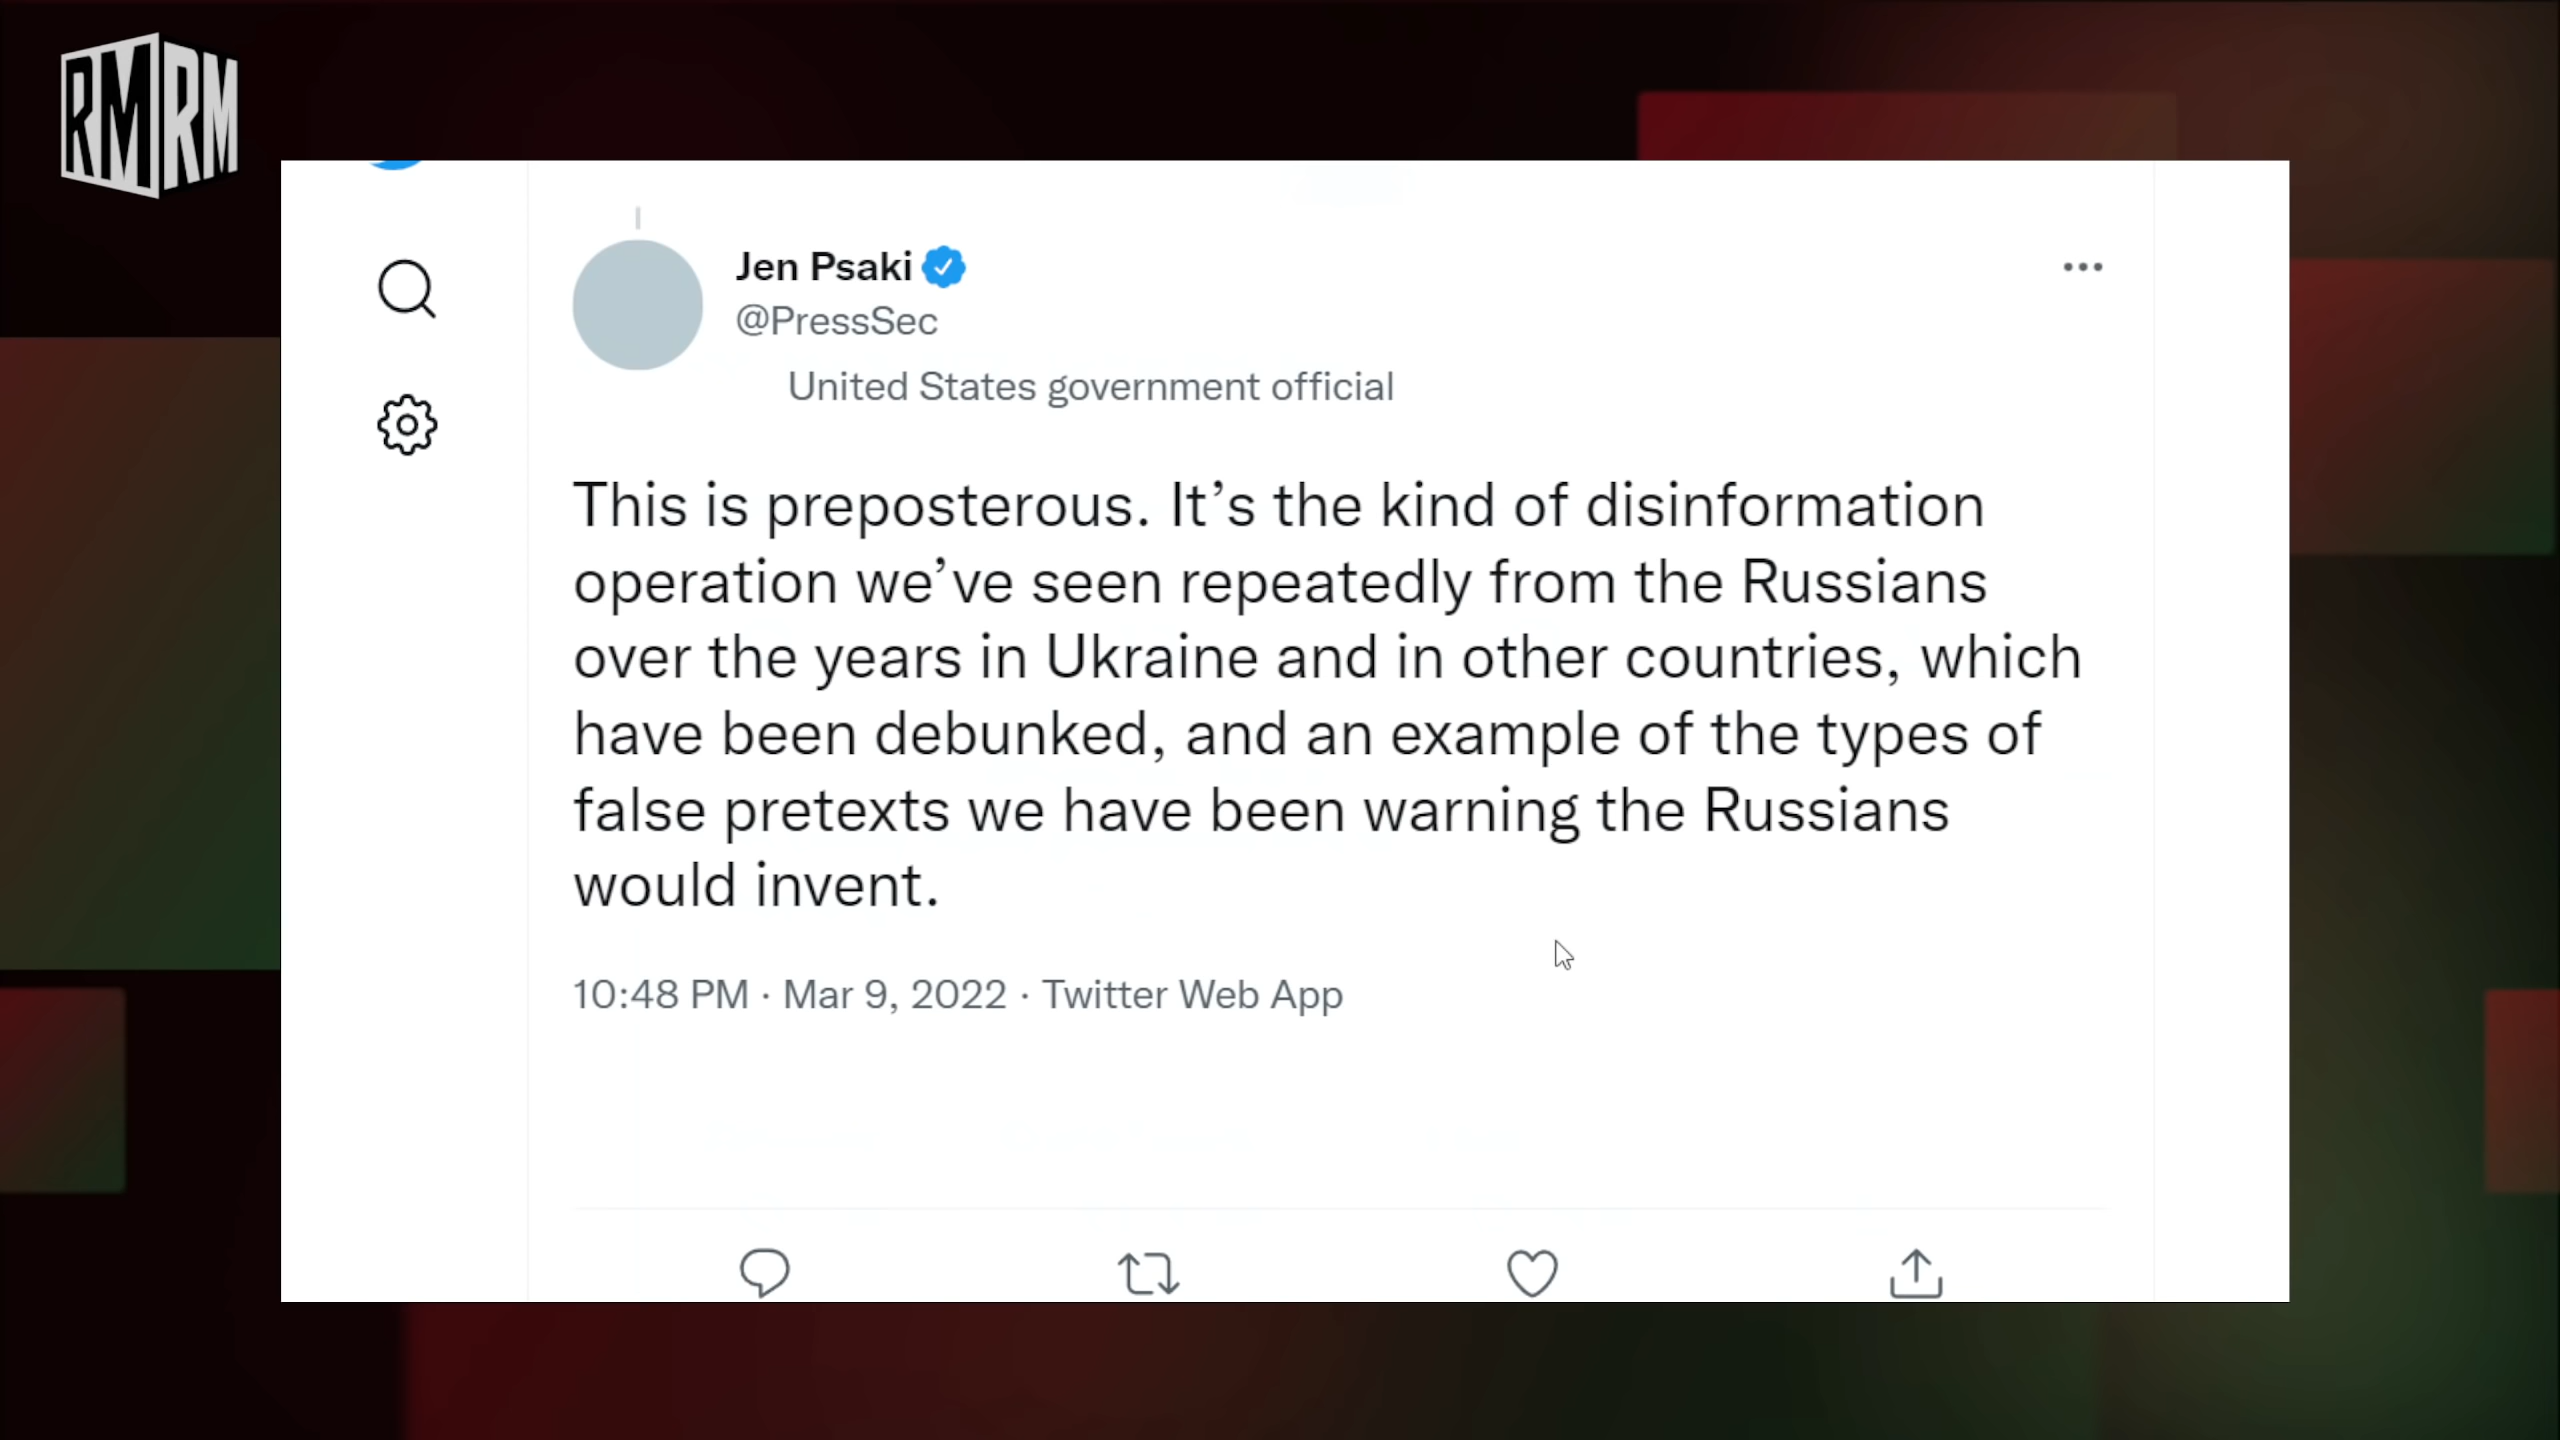 RMRM
Jen Psaki
@PressSec
United States government official
This is preposterous. It’s the kind of disinformation
operation we’ve seen repeatedly from the Russians
over the years in Ukraine and in other countries, which
have been debunked, and an example of the types of
false pretexts we have been warning the Russians
would invent.
10:48 PM · Mar 9, 2022 · Twitter Web App